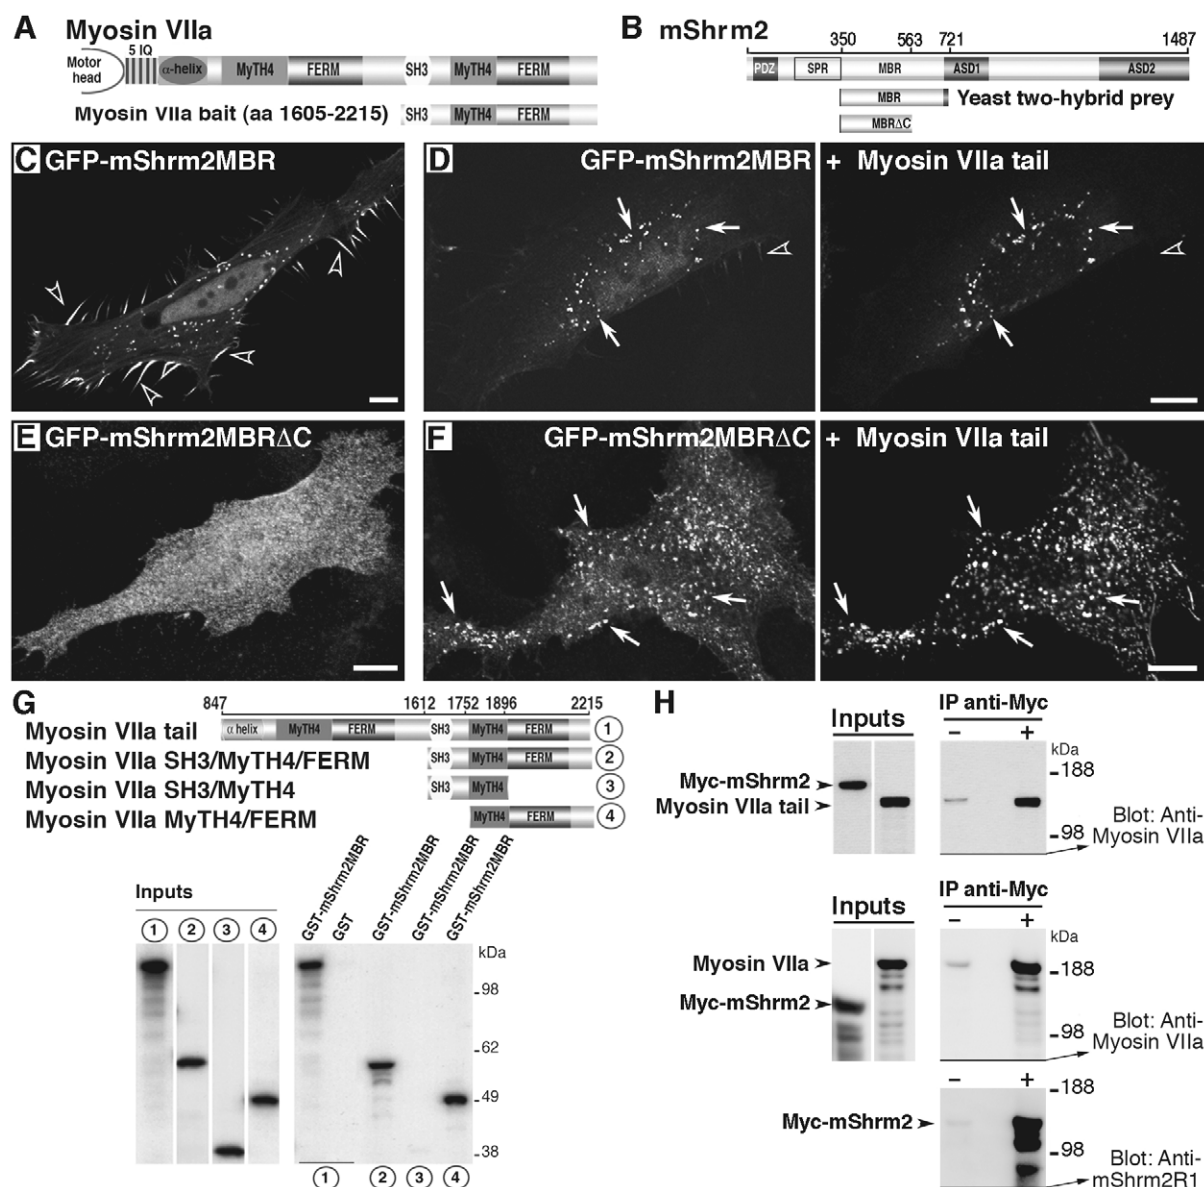 A Myosin VIIa
5 IQ
Motor head α-helix MyTH4 FERM SH3 MyTH4 FERM
Myosin VIIa bait (aa 1605-2215) SH3 MyTH4 FERM
B mShrm2
350 563 721 1487
PDZ SPR MBR ASD1 ASD2
MBR Yeast two-hybrid prey
MBRΔC
C GFP-mShrm2MBR
D GFP-mShrm2MBR + Myosin VIIa tail
E GFP-mShrm2MBRΔC
F GFP-mShrm2MBRΔC + Myosin VIIa tail
G
847 1612 1752 1896 2215
Myosin VIIa tail α helix MyTH4 FERM SH3 MyTH4 FERM 1
Myosin VIIa SH3/MyTH4/FERM SH3 MyTH4 FERM 2
Myosin VIIa SH3/MyTH4 SH3 MyTH4 3
Myosin VIIa MyTH4/FERM MyTH4 FERM 4
Inputs
1 2 3 4
GST-mShrm2MBR
GST
GST-mShrm2MBR
GST-mShrm2MBR
GST-mShrm2MBR
kDa
98
62
49
38
1 2 3 4
H
Inputs
IP anti-Myc
- +
kDa
188
Myc-mShrm2
Myosin VIIa tail
98
Blot: Anti-
Myosin VIIa
Inputs
IP anti-Myc
- +
kDa
Myosin VIIa
188
Myc-mShrm2
98
Blot: Anti-
Myosin VIIa
- +
188
Myc-mShrm2
98
Blot: Anti-
mShrm2R1